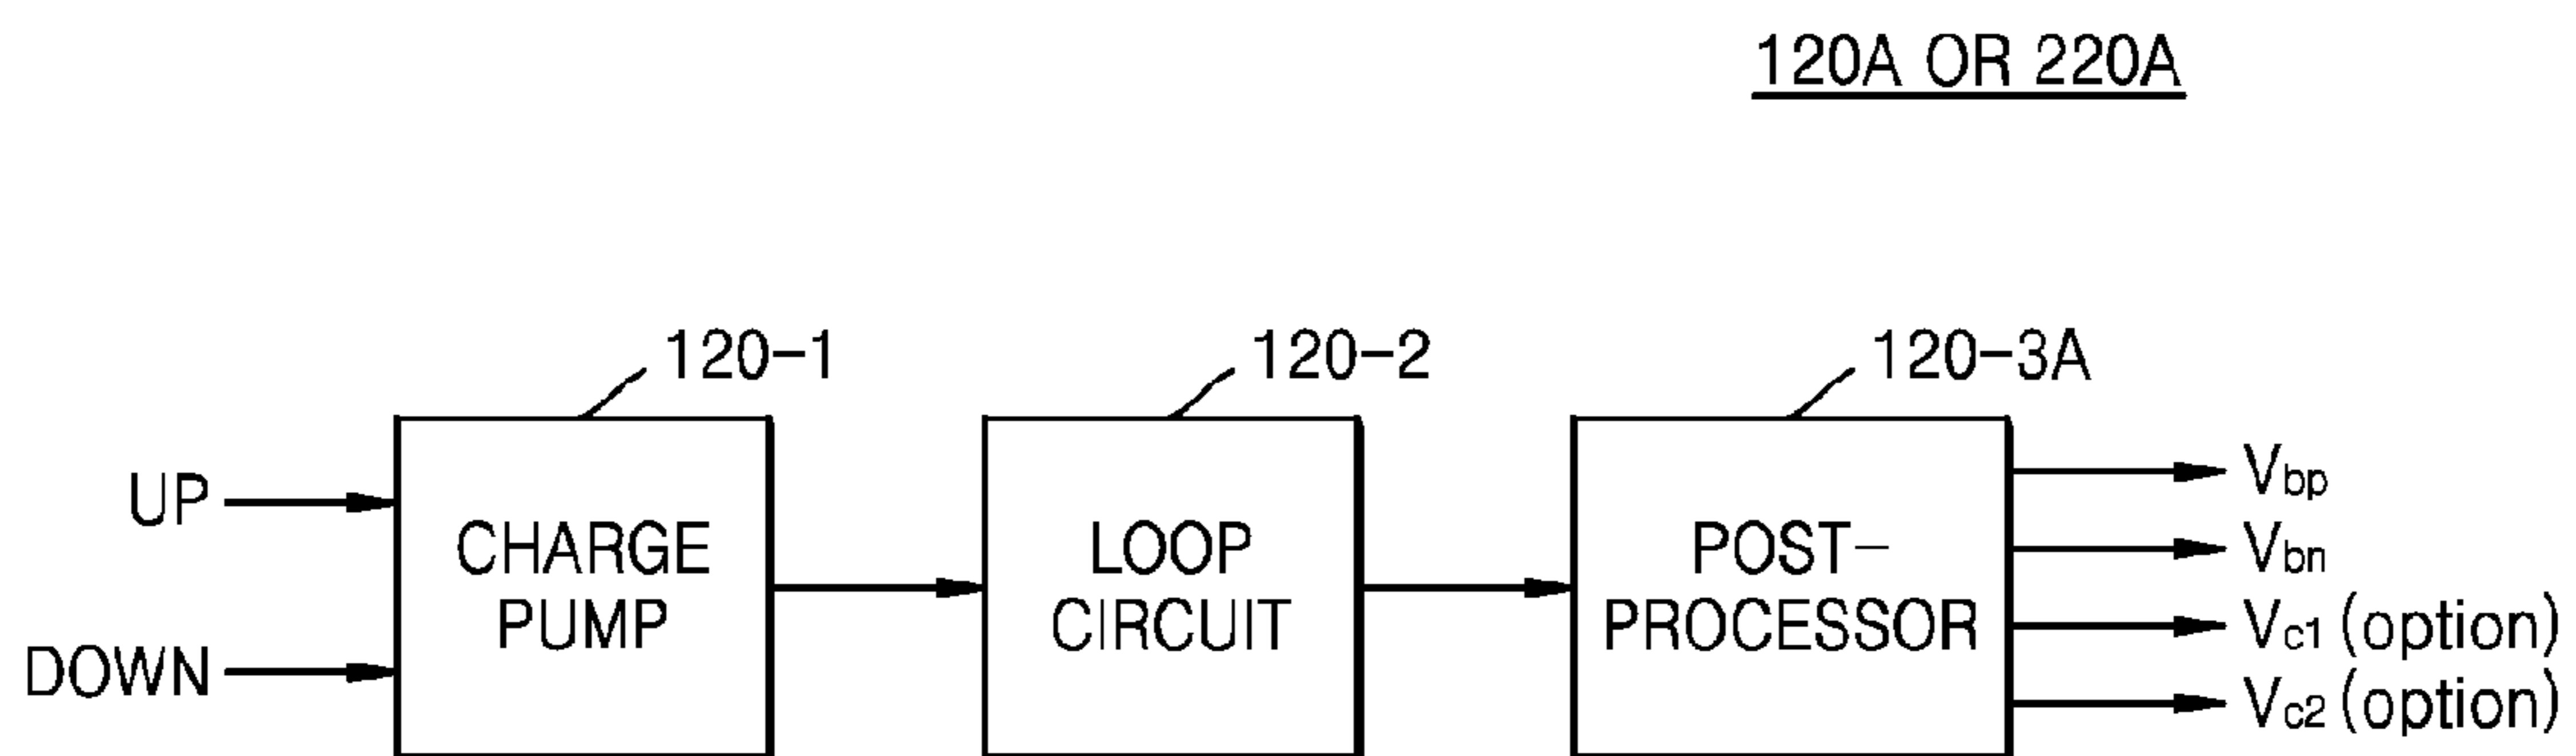 120A OR 220A
120-1
120-2
120-3A
UP
DOWN
CHARGE
PUMP
LOOP
CIRCUIT
POST-
PROCESSOR
Vbp
Vbn
Vc1 (option)
Vc2 (option)